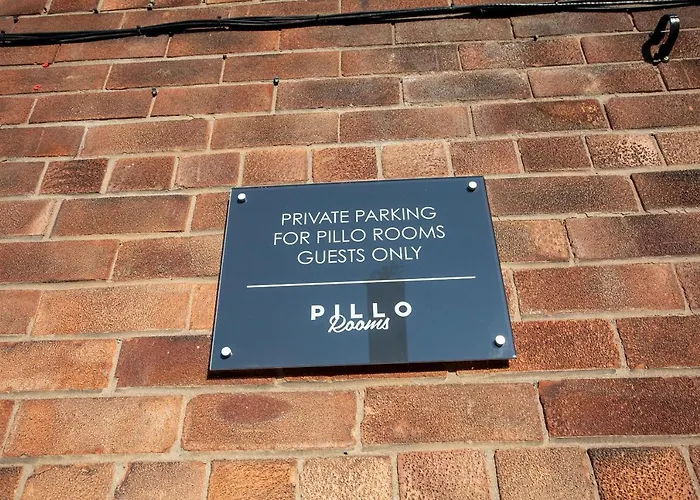 PRIVATE PARKING
FOR PILLO ROOMS
GUESTS ONLY
PILLO
Rooms